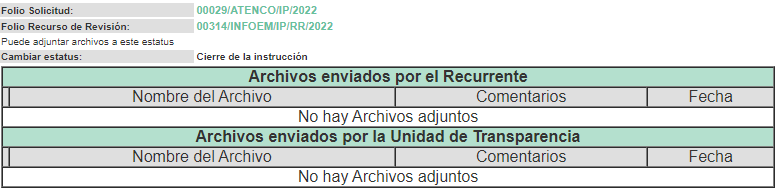 Folio Solicitud: 00029/ATENCO/IP/2022
Folio Recurso de Revisión: 00314/INFOEM/IP/RR/2022
Puede adjuntar archivos a este estatus
Cambiar estatus: Cierre de la instrucción
Archivos enviados por el Recurrente
Nombre del Archivo Comentarios Fecha
No hay Archivos adjuntos
Archivos enviados por la Unidad de Transparencia
Nombre del Archivo Comentarios Fecha
No hay Archivos adjuntos